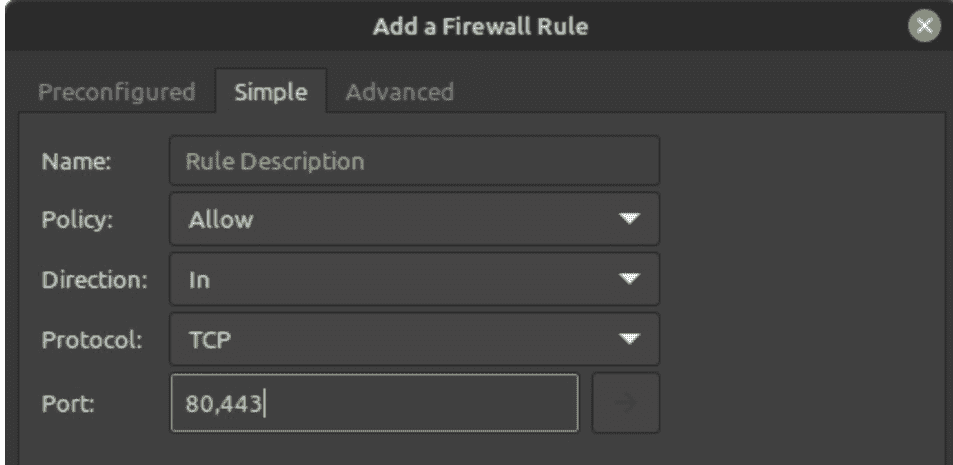 Add a Firewall Rule
Preconfigured Simple Advanced
Name: Rule Description
Policy: Allow
Direction: In
Protocol: TCP
Port: 80,443